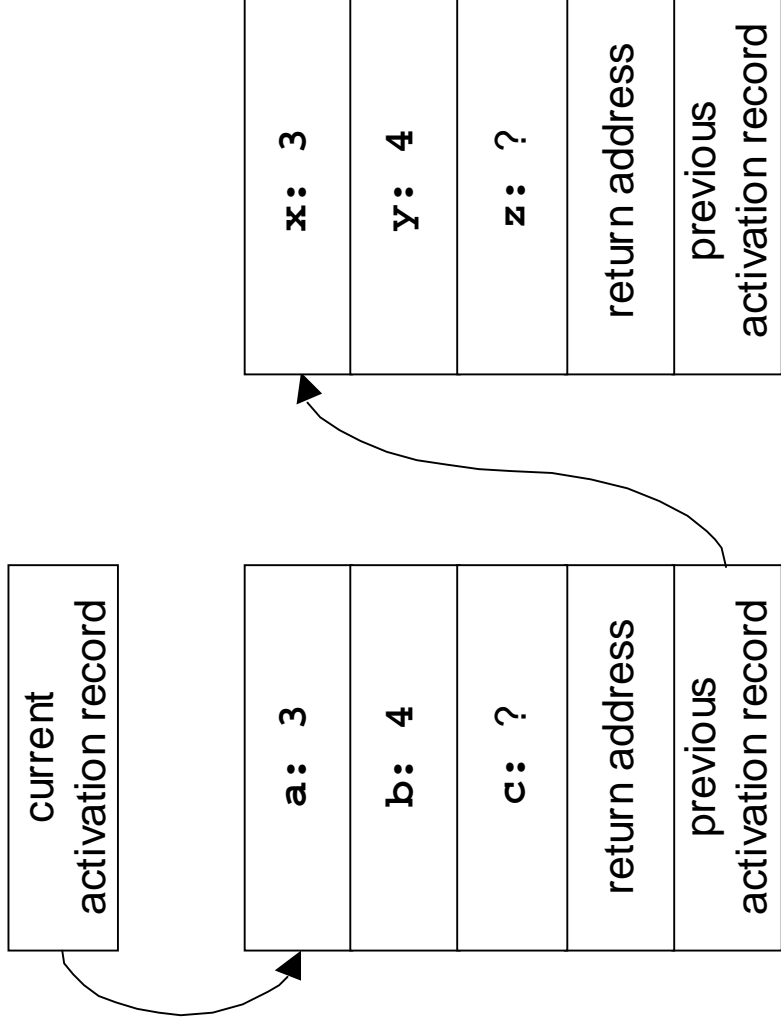 current
activation record
a: 3
b: 4
c: ?
return address
previous
activation record
x: 3
y: 4
z: ?
return address
previous
activation record